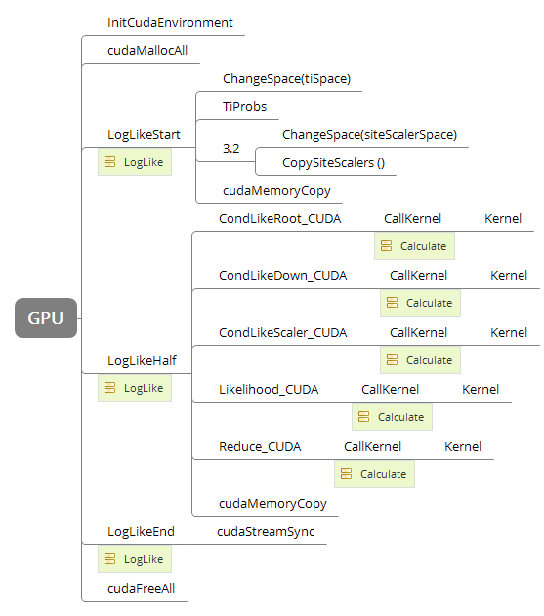 InitCudaEnvironment
cudaMallocAll
ChangeSpace(tiSpace)
TiProbs
LogLikeStart
3.2
ChangeSpace(siteScalerSpace)
LogLike
CopySiteScalers ()
cudaMemoryCopy
CondLikeRoot_CUDA CallKernel Kernel
Calculate
CondLikeDown_CUDA CallKernel Kernel
Calculate
GPU
CondLikeScaler_CUDA CallKernel Kernel
Calculate
LogLikeHalf
LogLike
Likelihood_CUDA CallKernel Kernel
Calculate
Reduce_CUDA CallKernel Kernel
Calculate
cudaMemoryCopy
LogLikeEnd cudaStreamSync
LogLike
cudaFreeAll